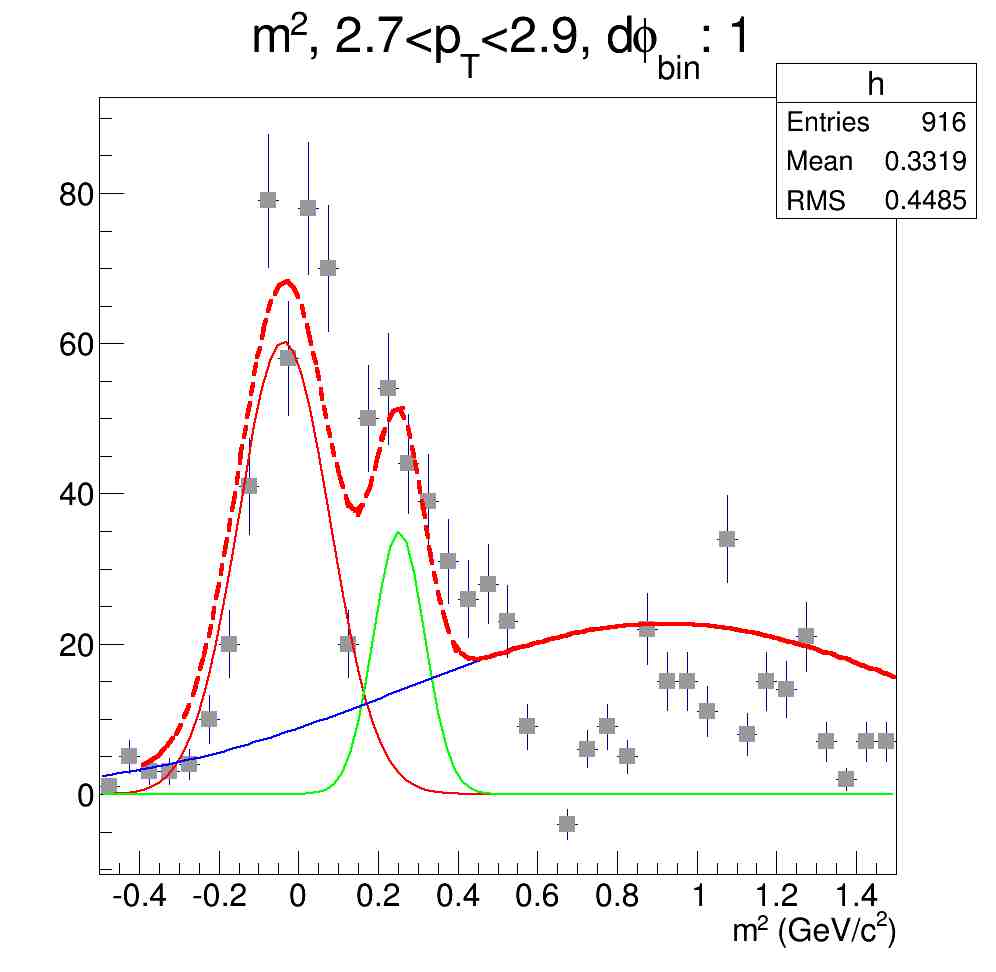 m², 2.7<p_T<2.9, dϕ_bin: 1
h
Entries 916
Mean 0.3319
RMS 0.4485
80
60
40
20
0
-0.4 -0.2 0 0.2 0.4 0.6 0.8 1 1.2 1.4
m² (GeV/c²)